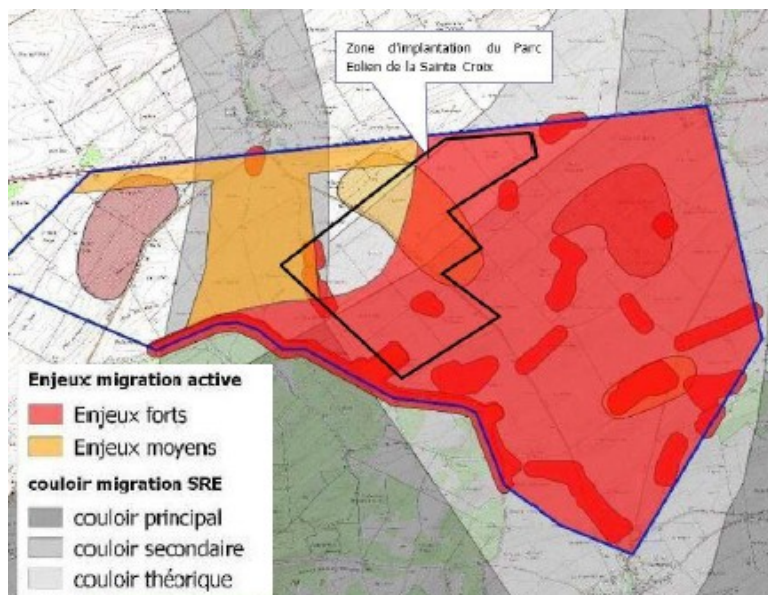 Zone d'implantation du Parc
Eolien de la Sainte Croix
Enjeux migration active
Enjeux forts
Enjeux moyens
couloir migration SRE
couloir principal
couloir secondaire
couloir théorique